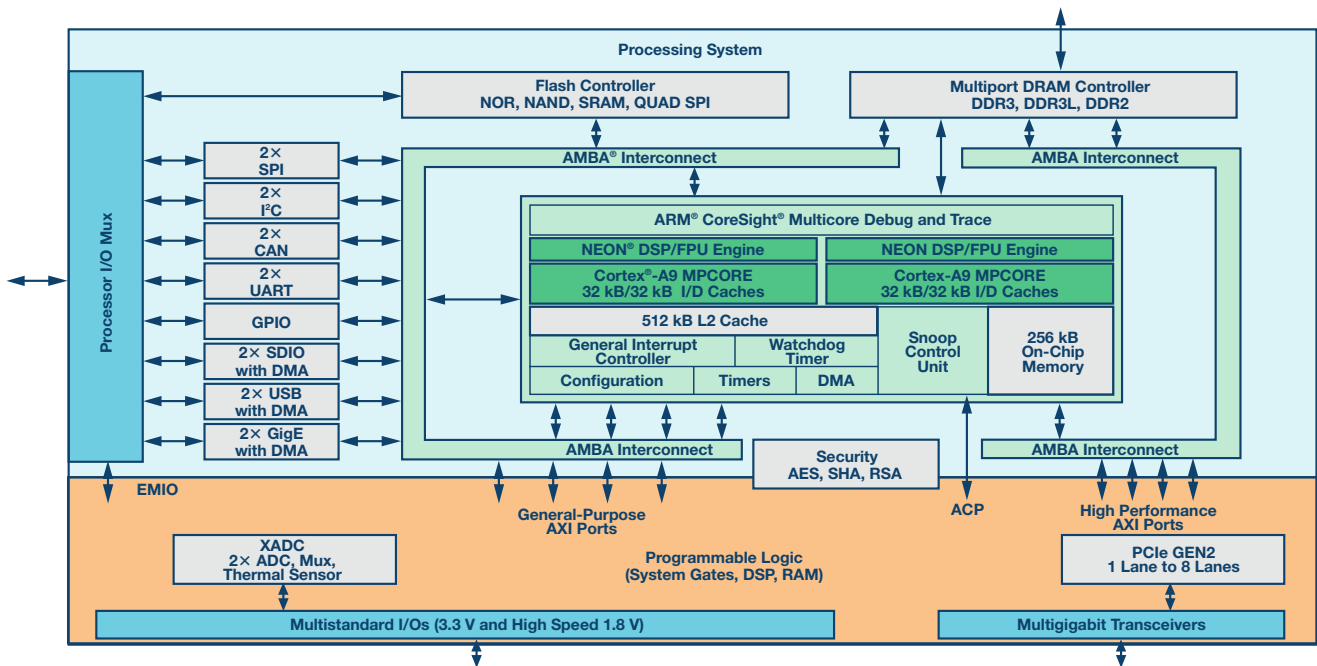 Processing System
Processor I/O Mux
Flash Controller
NOR, NAND, SRAM, QUAD SPI
Multiport DRAM Controller
DDR3, DDR3L, DDR2
2×
SPI
2×
I²C
2×
CAN
2×
UART
GPIO
2× SDIO
with DMA
2× USB
with DMA
2× GigE
with DMA
AMBA® Interconnect
AMBA Interconnect
ARM® CoreSight® Multicore Debug and Trace
NEON® DSP/FPU Engine
NEON DSP/FPU Engine
Cortex®-A9 MPCORE
32 kB/32 kB I/D Caches
Cortex-A9 MPCORE
32 kB/32 kB I/D Caches
512 kB L2 Cache
General Interrupt
Controller
Watchdog
Timer
Configuration
Timers
DMA
Snoop
Control
Unit
256 kB
On-Chip
Memory
AMBA Interconnect
Security
AES, SHA, RSA
AMBA Interconnect
EMIO
General-Purpose
AXI Ports
ACP
High Performance
AXI Ports
XADC
2× ADC, Mux,
Thermal Sensor
Programmable Logic
(System Gates, DSP, RAM)
PCIe GEN2
1 Lane to 8 Lanes
Multistandard I/Os (3.3 V and High Speed 1.8 V)
Multigigabit Transceivers